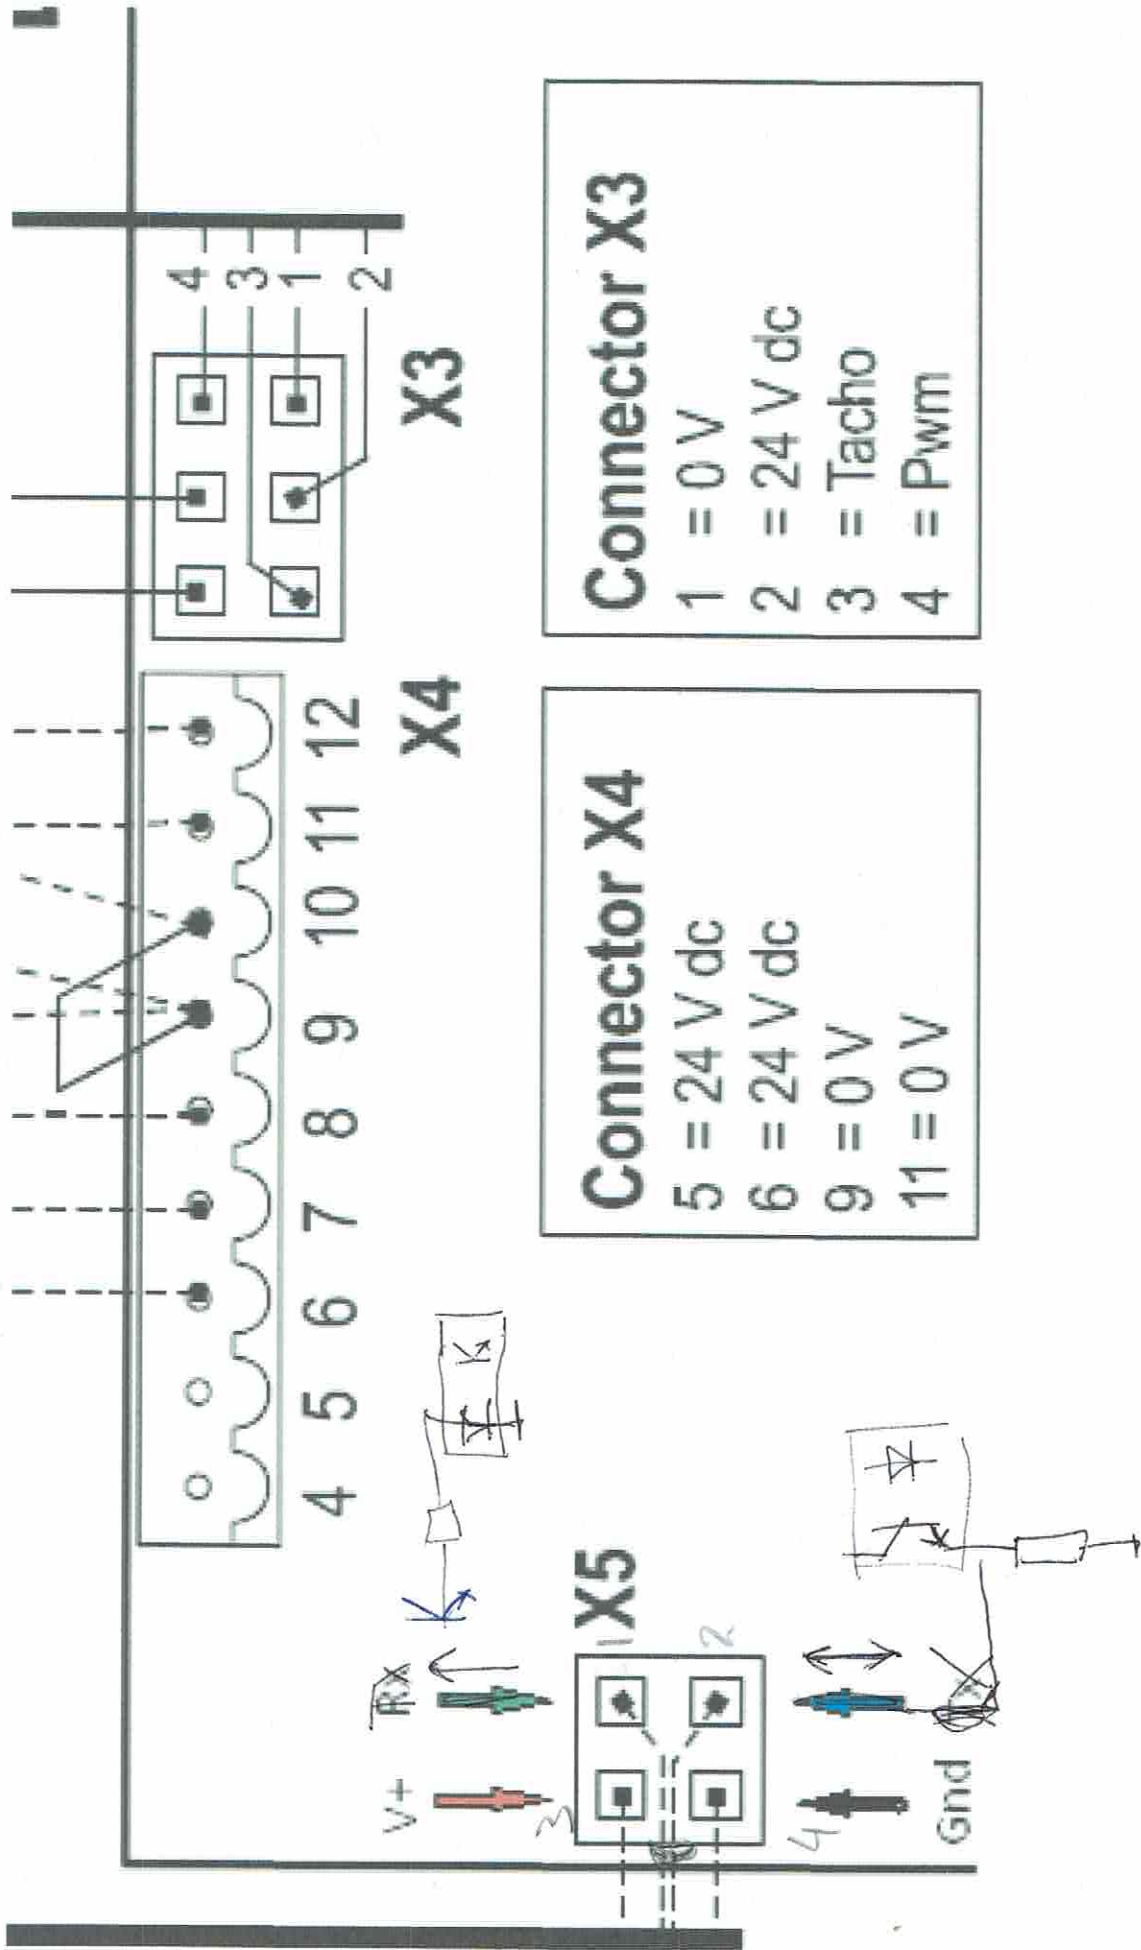 4
3
1
2
X3
4 5 6 7 8 9 10 11 12
X4
Connector X3
1 = 0 V
2 = 24 V dc
3 = Tacho
4 = Pwm
Connector X4
5 = 24 V dc
6 = 24 V dc
9 = 0 V
11 = 0 V
V+ Rx
X5
3 1
4 2
Gnd